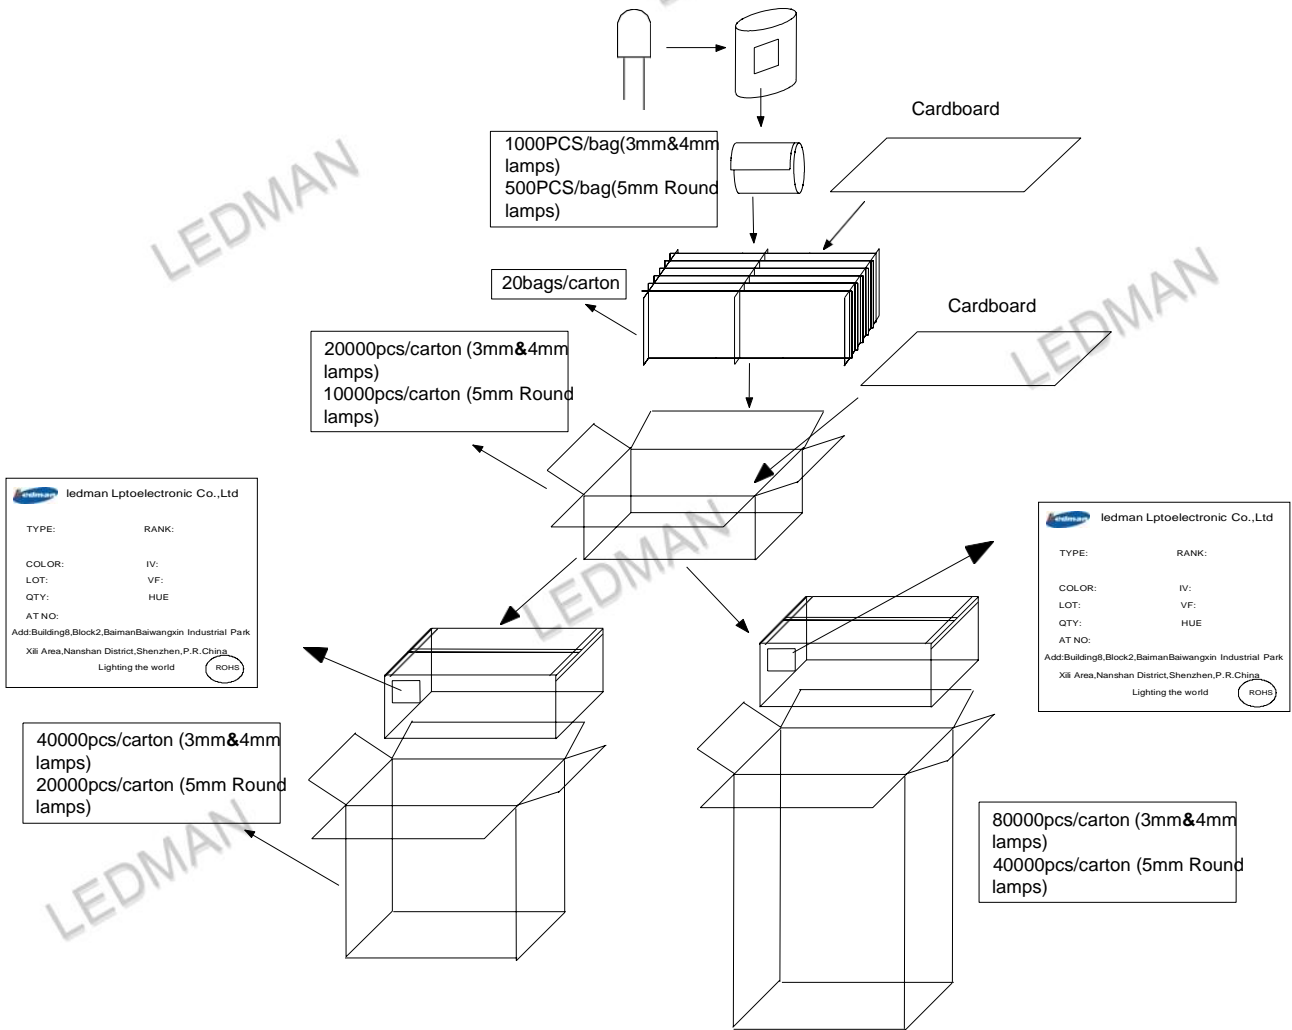 LEDMAN
Cardboard
1000PCS/bag(3mm&4mm
lamps)
500PCS/bag(5mm Round
lamps)
LEDMAN
20bags/carton
Cardboard
20000pcs/carton (3mm&4mm
lamps)
10000pcs/carton (5mm Round
lamps)
Ledman ledman Lptoelectronic Co.,Ltd
TYPE: RANK:
COLOR: IV:
LOT: VF:
QTY: HUE
AT NO:
Add:Building8,Block2,BaimanBaiwangxin Industrial Park
Xili Area,Nanshan District,Shenzhen,P.R.China
Lighting the world ROHS
LEDMAN
Ledman ledman Lptoelectronic Co.,Ltd
TYPE: RANK:
COLOR: IV:
LOT: VF:
QTY: HUE
AT NO:
Add:Building8,Block2,BaimanBaiwangxin Industrial Park
Xili Area,Nanshan District,Shenzhen,P.R.China
Lighting the world ROHS
40000pcs/carton (3mm&4mm
lamps)
20000pcs/carton (5mm Round
lamps)
LEDMAN
80000pcs/carton (3mm&4mm
lamps)
40000pcs/carton (5mm Round
lamps)